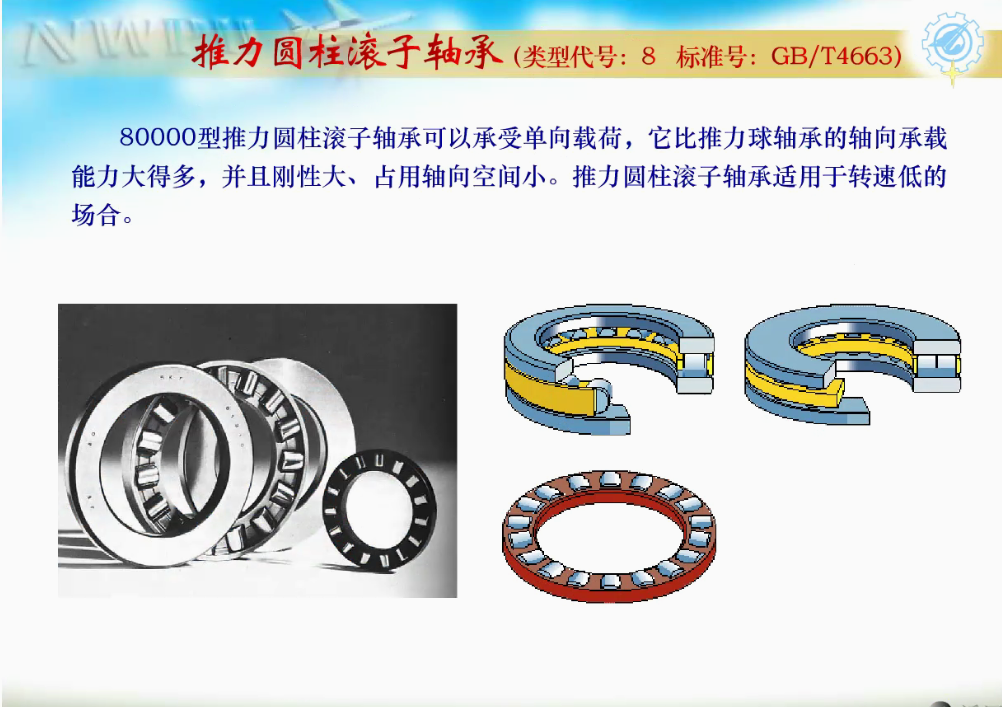 推力圆柱滚子轴承 (类型代号：8 标准号：GB/T4663)
80000型推力圆柱滚子轴承可以承受单向载荷，它比推力球轴承的轴向承载
能力大得多，并且刚性大、占用轴向空间小。推力圆柱滚子轴承适用于转速低的
场合。